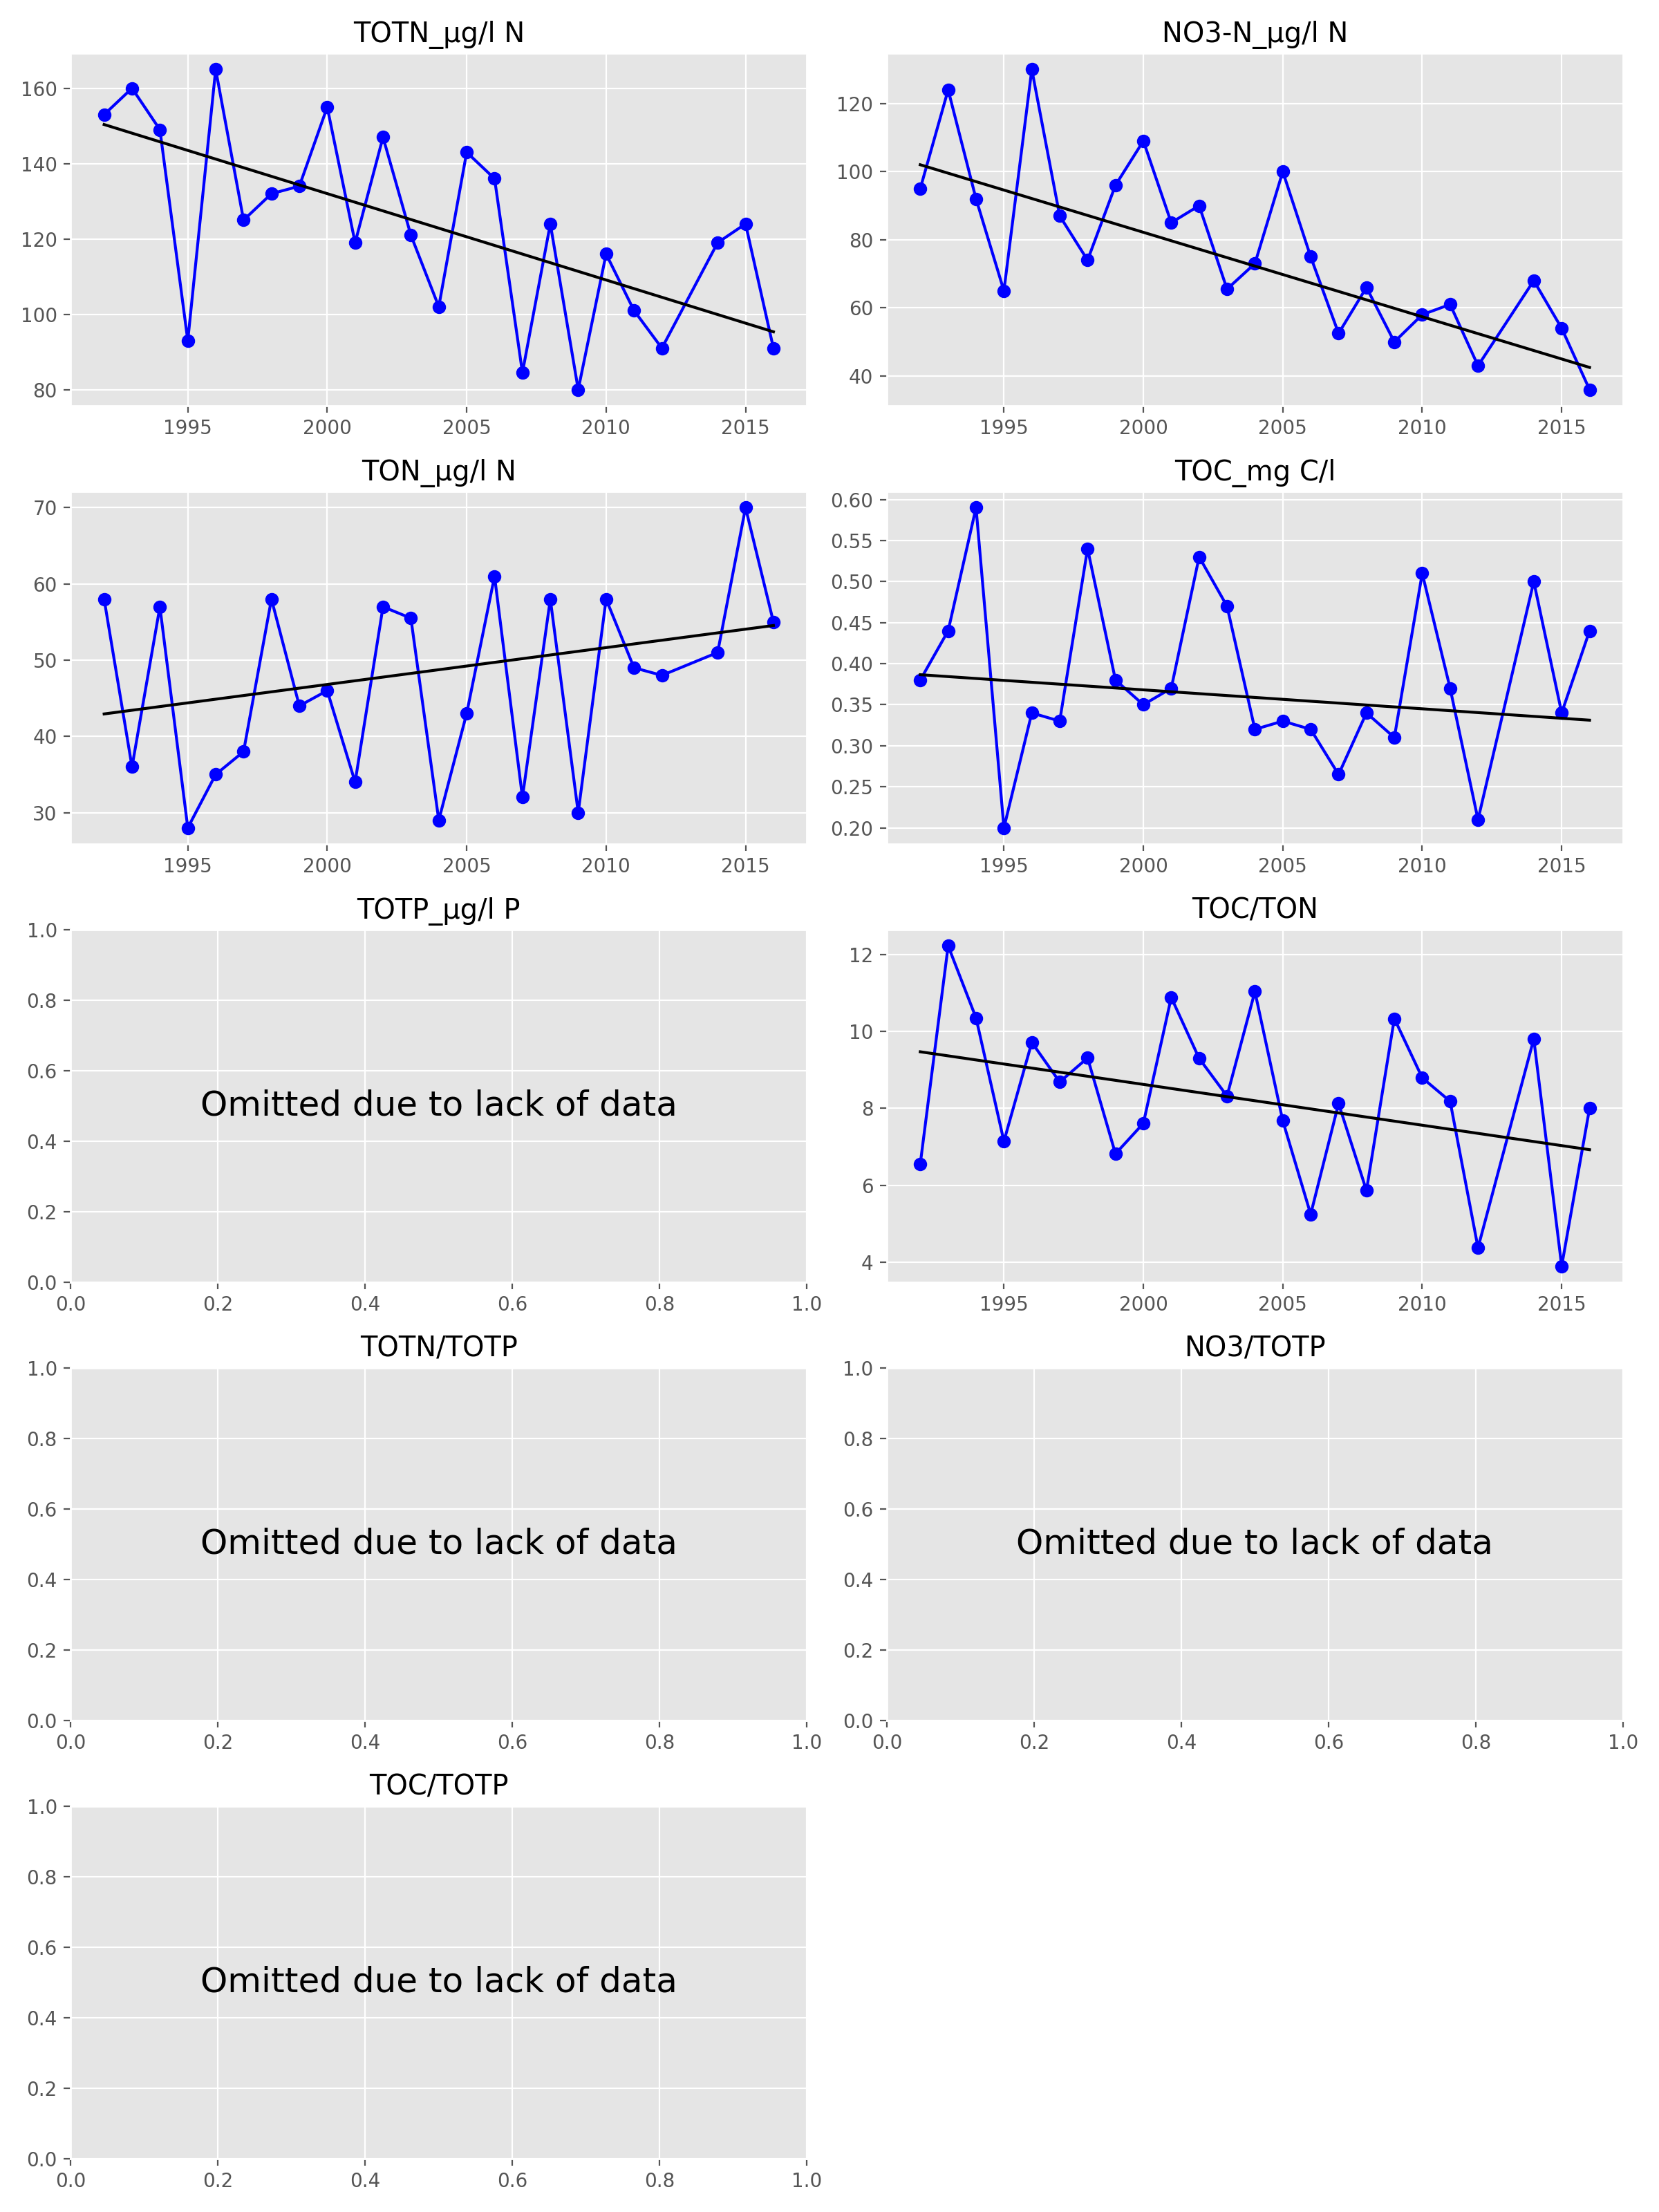 TOTN_µg/l N
160
140
120
100
80
1995 2000 2005 2010 2015
NO3-N_µg/l N
120
100
80
60
40
1995 2000 2005 2010 2015
TON_µg/l N
70
60
50
40
30
1995 2000 2005 2010 2015
TOC_mg C/l
0.60
0.55
0.50
0.45
0.40
0.35
0.30
0.25
0.20
1995 2000 2005 2010 2015
TOTP_µg/l P
1.0
0.8
0.6
Omitted due to lack of data
0.4
0.2
0.0
0.0 0.2 0.4 0.6 0.8 1.0
TOC/TON
12
10
8
6
4
1995 2000 2005 2010 2015
TOTN/TOTP
1.0
0.8
0.6
Omitted due to lack of data
0.4
0.2
0.0
0.0 0.2 0.4 0.6 0.8 1.0
NO3/TOTP
1.0
0.8
0.6
Omitted due to lack of data
0.4
0.2
0.0
0.0 0.2 0.4 0.6 0.8 1.0
TOC/TOTP
1.0
0.8
0.6
Omitted due to lack of data
0.4
0.2
0.0
0.0 0.2 0.4 0.6 0.8 1.0